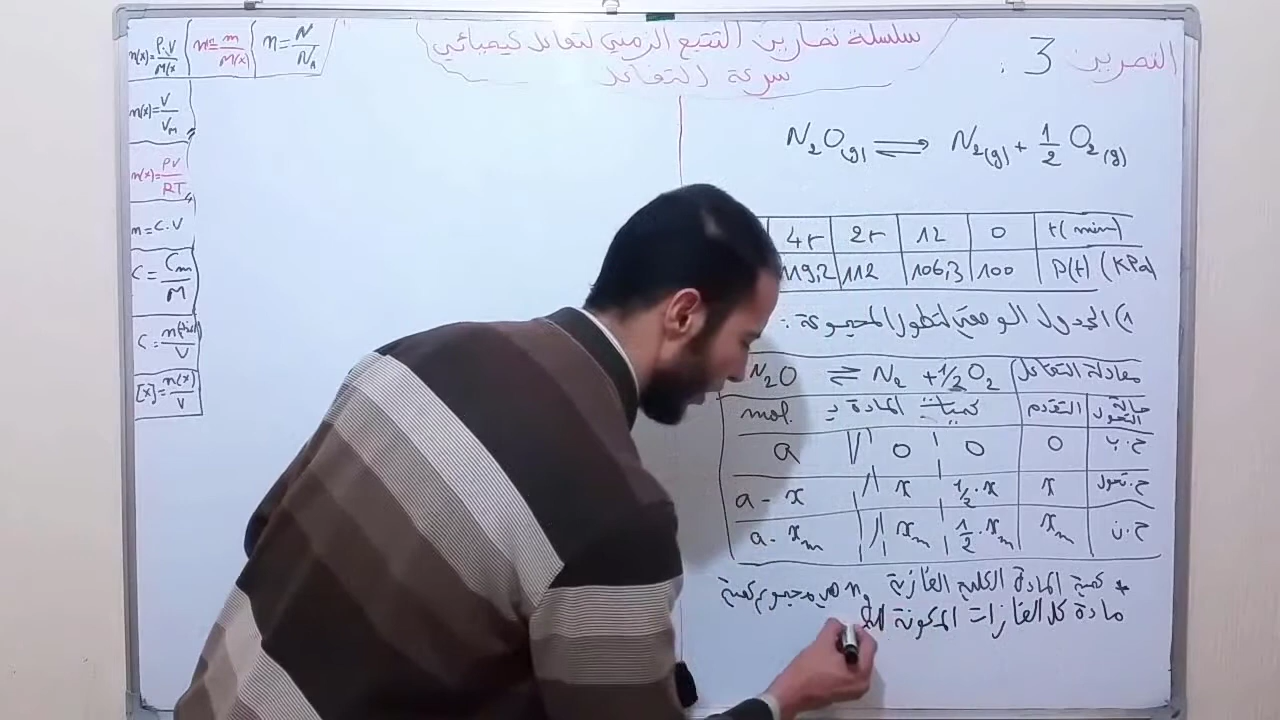 التمرين 3 :
سلسلة تمارين التتبع الزمني لتفاعل كيميائي
سرعة التفاعل
n(x)=P.V/M(x)
n=m/M(x)
n=N/N_A
n(x)=V/V_M
n(x)=PV/RT
n=C.V
C=C_m/M
C=n(dis)/V
[x]=n(x)/V
N₂O(g) ⇌ N₂(g) + 1/2 O₂(g)
t(min) 0 12 25 45
P(t) (KPa) 100 106,3 112 119,2
1) الجدول الوصفي لتطور المجموعة :
معادلة التفاعل N₂O ⇌ N₂ + 1/2 O₂
حالة التحول التقدم كميات المادة بـ mol.
ح.ب 0 a // 0 0
ح.تحول x a - x // x 1/2.x
ح.ن x_m a - x_m // x_m 1/2.x_m
* كمية المادة الكلية الغازية n_g هي مجموع كمية
مادة كل الغازات المكونة